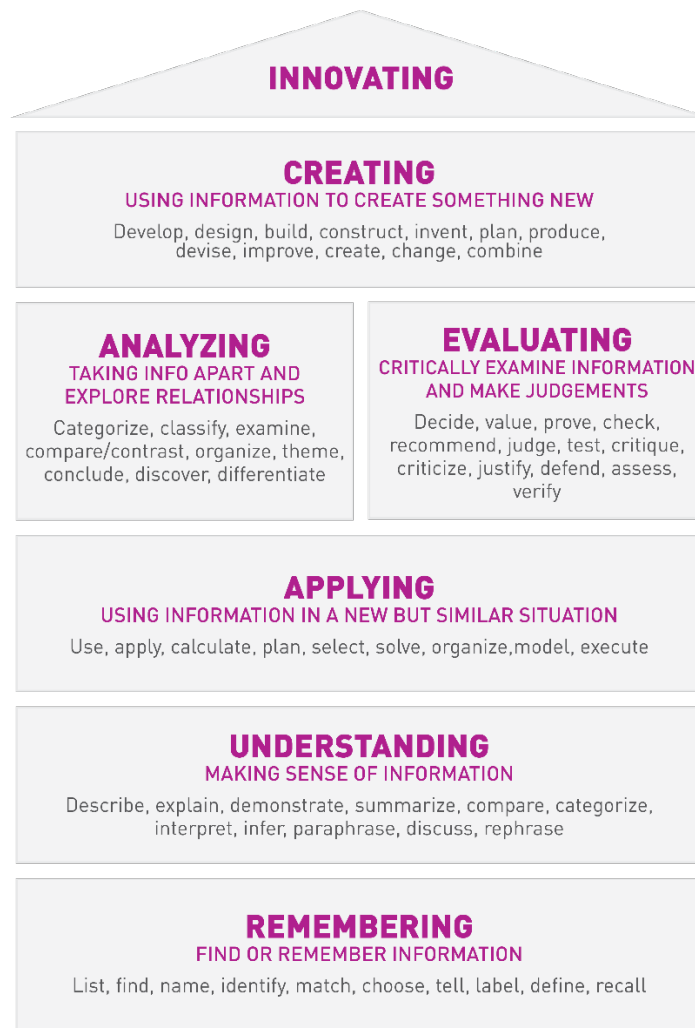 INNOVATING
CREATING
USING INFORMATION TO CREATE SOMETHING NEW
Develop, design, build, construct, invent, plan, produce,
devise, improve, create, change, combine
ANALYZING
TAKING INFO APART AND
EXPLORE RELATIONSHIPS
Categorize, classify, examine,
compare/contrast, organize, theme,
conclude, discover, differentiate
EVALUATING
CRITICALLY EXAMINE INFORMATION
AND MAKE JUDGEMENTS
Decide, value, prove, check,
recommend, judge, test, critique,
criticize, justify, defend, assess,
verify
APPLYING
USING INFORMATION IN A NEW BUT SIMILAR SITUATION
Use, apply, calculate, plan, select, solve, organize,model, execute
UNDERSTANDING
MAKING SENSE OF INFORMATION
Describe, explain, demonstrate, summarize, compare, categorize,
interpret, infer, paraphrase, discuss, rephrase
REMEMBERING
FIND OR REMEMBER INFORMATION
List, find, name, identify, match, choose, tell, label, define, recall